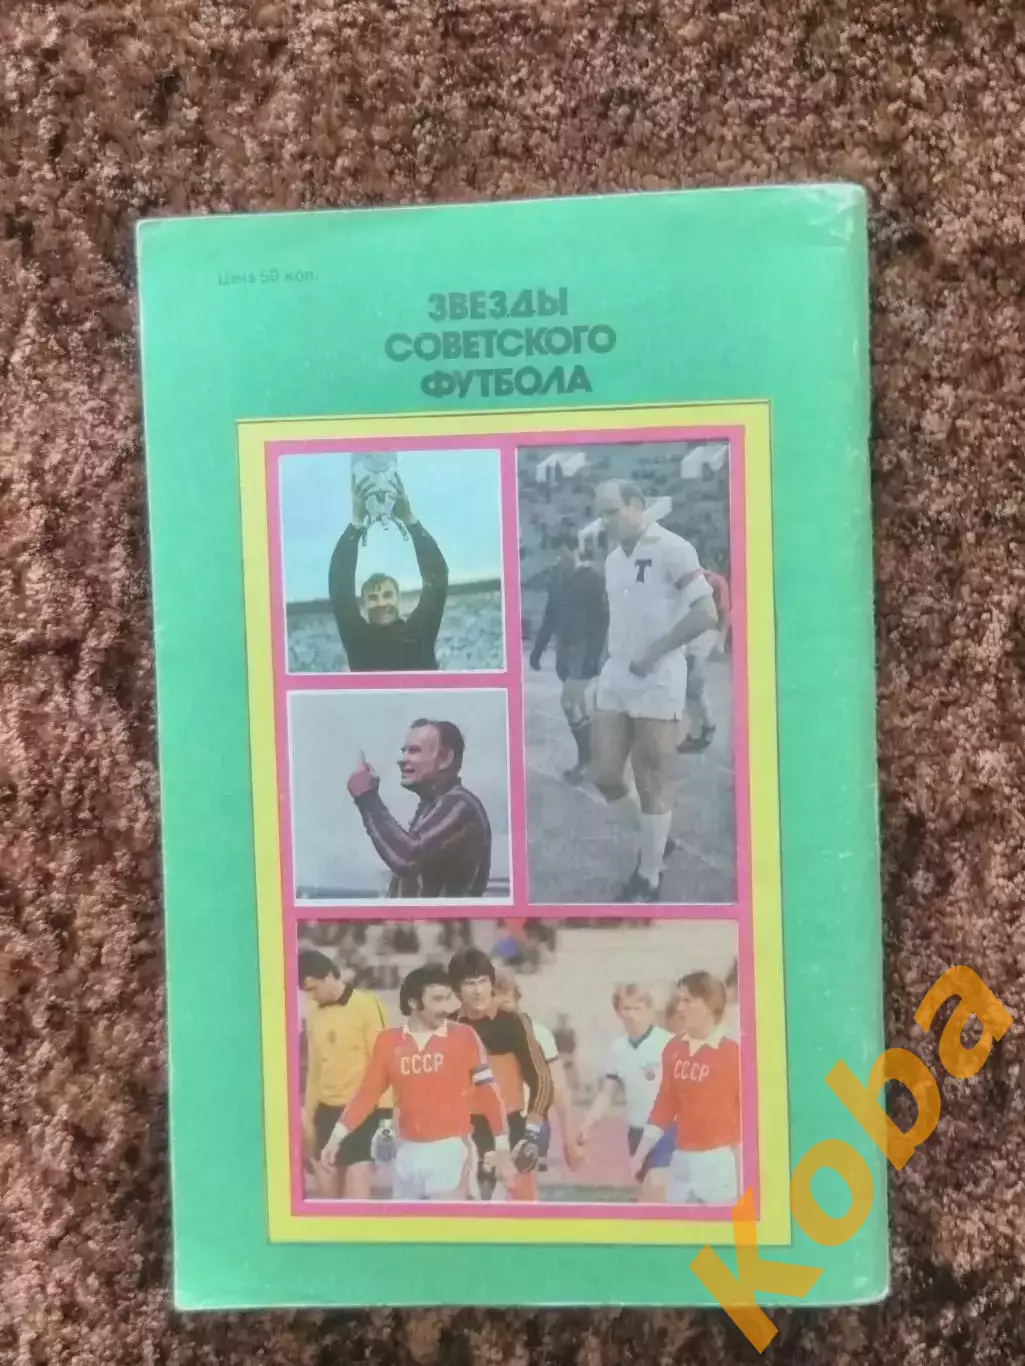 Цена 50 коп.
ЗВЕЗДЫ
СОВЕТСКОГО
ФУТБОЛА
Т
СССР
СССР
Koba